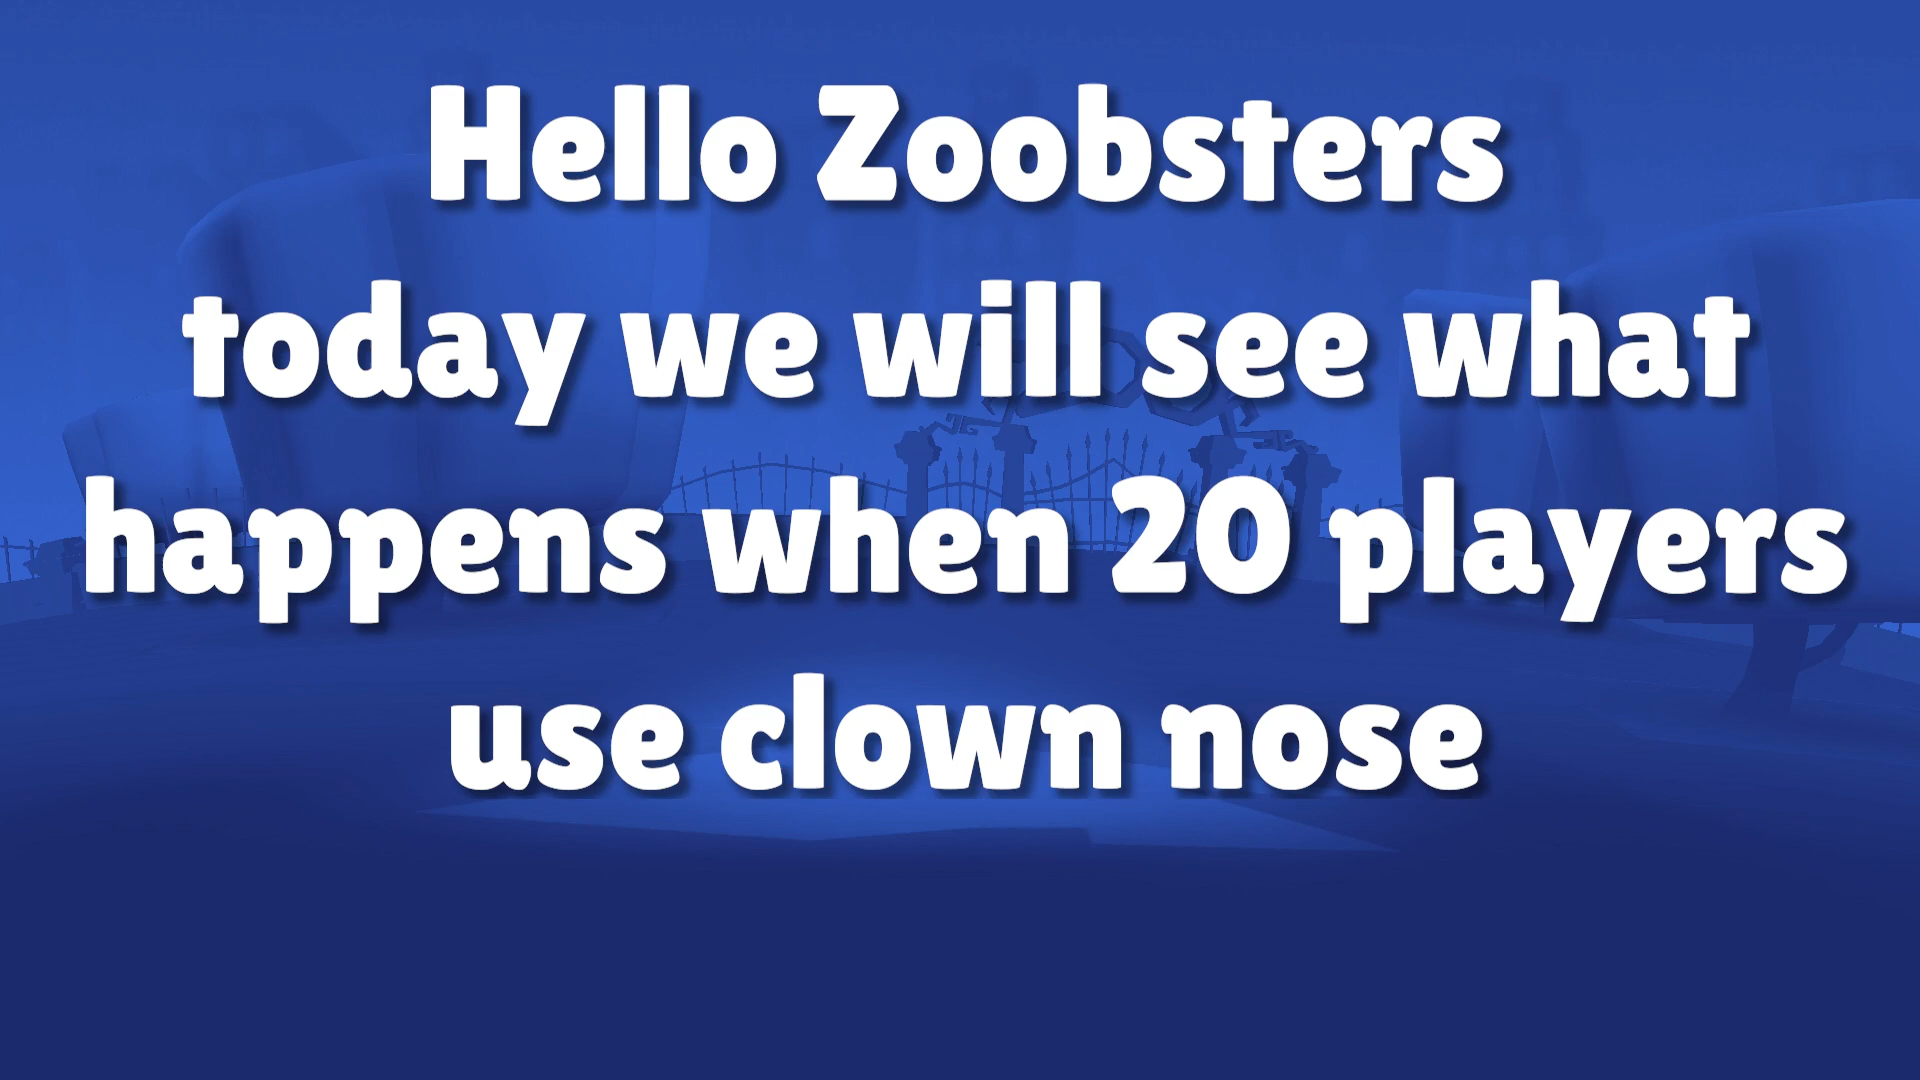 Hello Zoobsters
today we will see what
happens when 20 players
use clown nose